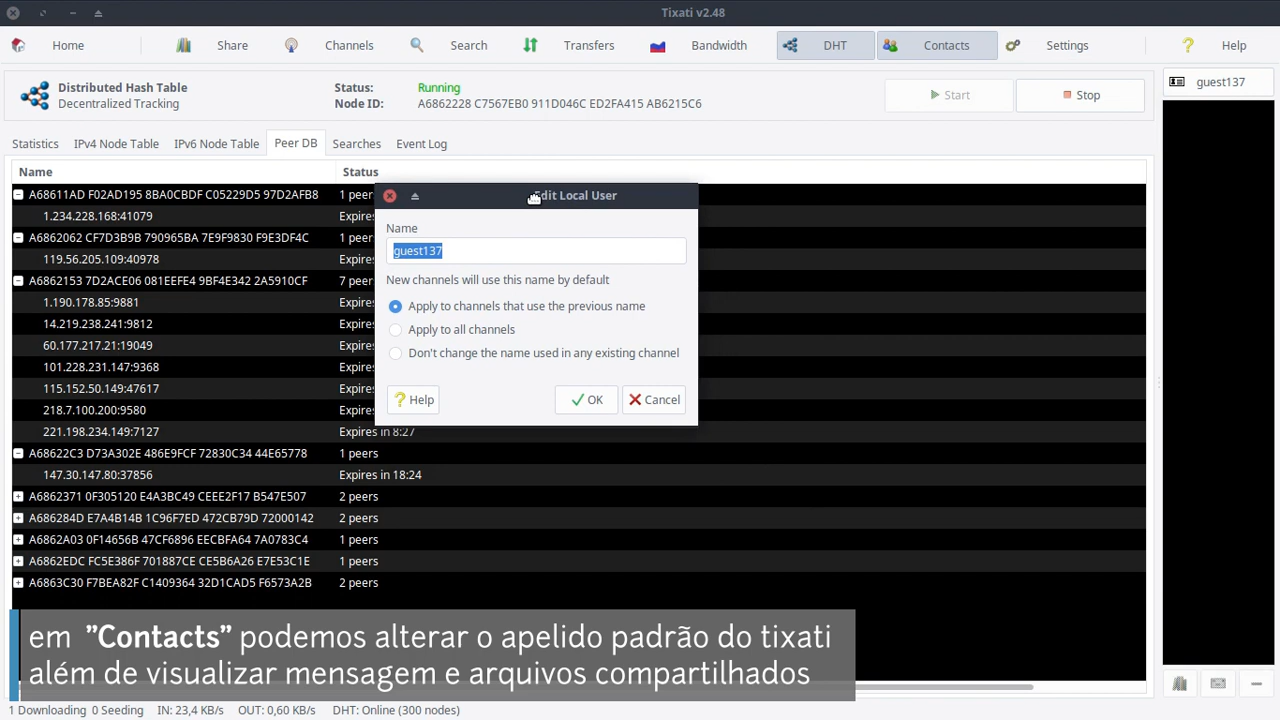 Tixati v2.48
Home
Share
Channels
Search
Transfers
Bandwidth
DHT
Contacts
Settings
Help
Distributed Hash Table
Decentralized Tracking
Status: Running
Node ID: A6862228 C7567EB0 911D046C ED2FA415 AB6215C6
Start
Stop
guest137
Statistics
IPv4 Node Table
IPv6 Node Table
Peer DB
Searches
Event Log
Name Status
A68611AD F02AD195 8BA0CBDF C05229D5 97D2AFB8 1 peer
1.234.228.168:41079 Expire
A6862062 CF7D3B9B 790965BA 7E9F9830 F9E3DF4C 1 peer
119.56.205.109:40978 Expire
A6862153 7D2ACE06 081EEFE4 9BF4E342 2A5910CF 7 peer
1.190.178.85:9881 Expire
14.219.238.241:9812 Expire
60.177.217.21:19049 Expire
101.228.231.147:9368 Expire
115.152.50.149:47617 Expire
218.7.100.200:9580 Expire
221.198.234.149:7127 Expires in 8:27
A68622C3 D73A302E 486E9FCF 72830C34 44E65778 1 peers
147.30.147.80:37856 Expires in 18:24
A6862371 0F305120 E4A3BC49 CEEE2F17 B547E507 2 peers
A686284D E7A4B14B 1C96F7ED 472CB79D 72000142 2 peers
A6862A03 0F14656B 47CF6896 EECBFA64 7A0783C4 1 peers
A6862EDC FC5E386F 701887CE CE5B6A26 E7E53C1E 1 peers
A6863C30 F7BEA82F C1409364 32D1CAD5 F6573A2B 2 peers
Edit Local User
Name
guest137
New channels will use this name by default
Apply to channels that use the previous name
Apply to all channels
Don't change the name used in any existing channel
Help
OK
Cancel
em "Contacts" podemos alterar o apelido padrão do tixati
além de visualizar mensagem e arquivos compartilhados
1 Downloading 0 Seeding IN: 23,4 KB/s OUT: 0,60 KB/s DHT: Online (300 nodes)